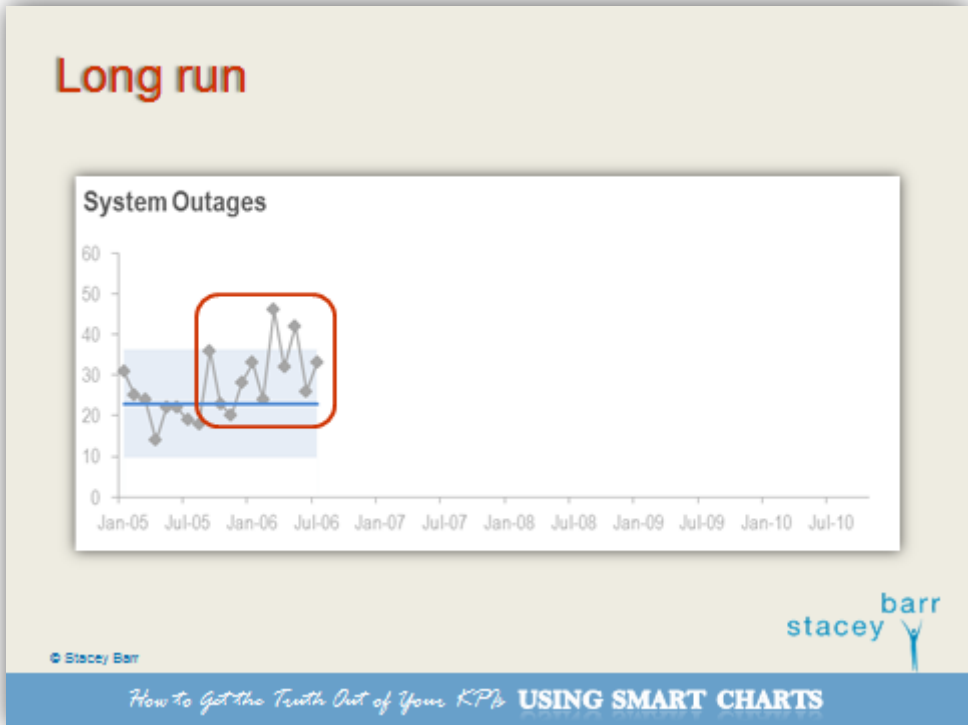 Long run
System Outages
60
50
40
30
20
10
0
Jan-05 Jul-05 Jan-06 Jul-06 Jan-07 Jul-07 Jan-08 Jul-08 Jan-09 Jul-09 Jan-10 Jul-10
barr
stacey
© Stacey Barr
How to Get the Truth Out of Your KPIs USING SMART CHARTS